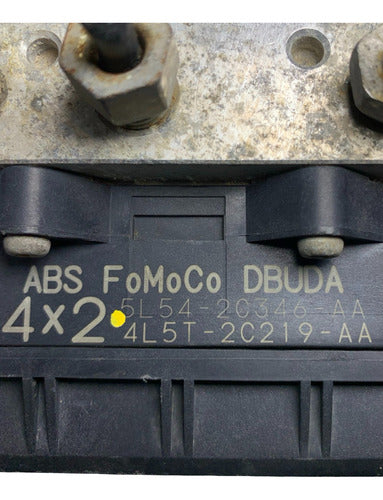 ABS FoMoCo DBUDA
4x2 5L54-2C346-AA
4L5T-2C219-AA